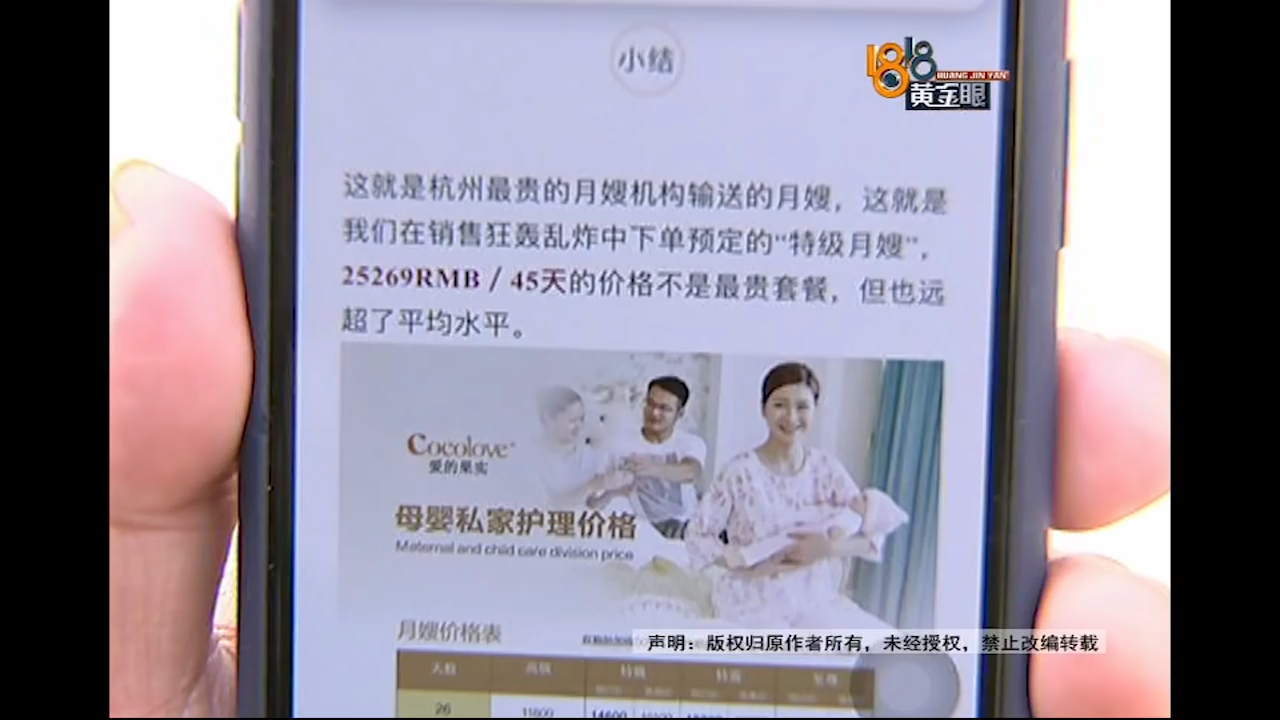 小结
1818
HUANG JIN YAN
黄金眼
这就是杭州最贵的月嫂机构输送的月嫂，这就是
我们在销售狂轰乱炸中下单预定的“特级月嫂”，
25269RMB / 45天的价格不是最贵套餐，但也远
超了平均水平。
Cocolove
爱的果实
母婴私家护理价格
Maternal and child care division price
月嫂价格表
声明：版权归原作者所有，未经授权，禁止改编转载
天数
26
11800